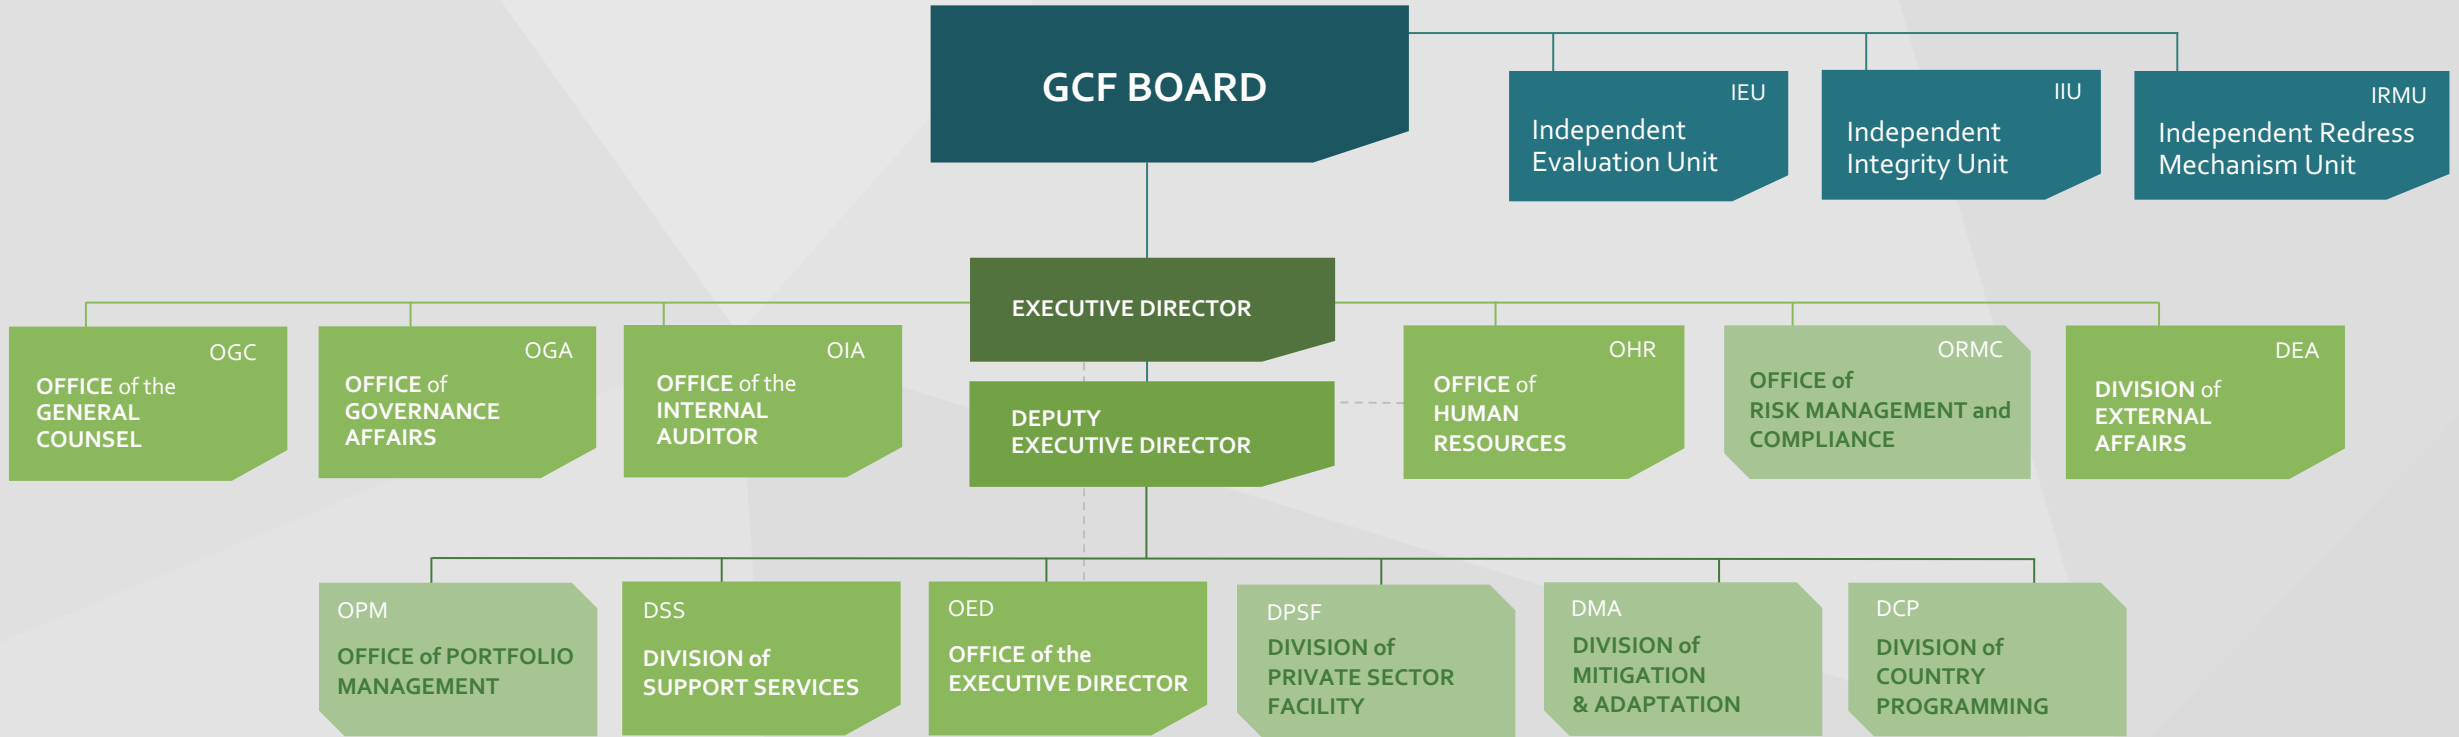 GCF BOARD
IEU
Independent
Evaluation Unit
IIU
Independent
Integrity Unit
IRMU
Independent Redress
Mechanism Unit
EXECUTIVE DIRECTOR
OGC
OFFICE of the
GENERAL
COUNSEL
OGA
OFFICE of
GOVERNANCE
AFFAIRS
OIA
OFFICE of the
INTERNAL
AUDITOR
DEPUTY
EXECUTIVE DIRECTOR
OHR
OFFICE of
HUMAN
RESOURCES
ORMC
OFFICE of
RISK MANAGEMENT and
COMPLIANCE
DEA
DIVISION of
EXTERNAL
AFFAIRS
OPM
OFFICE of PORTFOLIO
MANAGEMENT
DSS
DIVISION of
SUPPORT SERVICES
OED
OFFICE of the
EXECUTIVE DIRECTOR
DPSF
DIVISION of
PRIVATE SECTOR
FACILITY
DMA
DIVISION of
MITIGATION
& ADAPTATION
DCP
DIVISION of
COUNTRY
PROGRAMMING